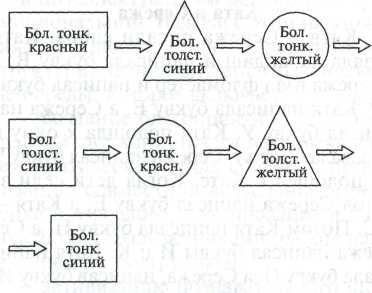 Бол. тонк.
красный
Бол.
толст.
синий
Бол.
тонк.
желтый
Бол.
толст.
синий
Бол.
тонк.
красн.
Бол.
толст.
желтый
Бол.
тонк.
синий